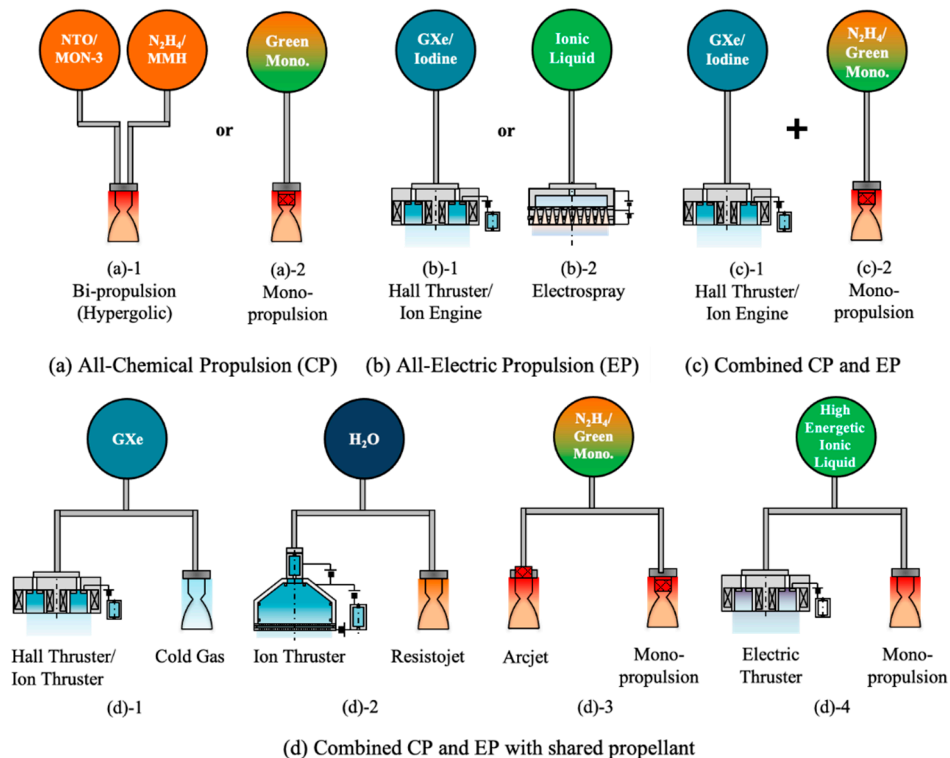 NTO/
MON-3
N₂H₄/
MMH
or
Green
Mono.
(a)-1
Bi-propulsion
(Hypergolic)
(a)-2
Mono-
propulsion
(a) All-Chemical Propulsion (CP)
GXe/
Iodine
or
Ionic
Liquid
(b)-1
Hall Thruster/
Ion Engine
(b)-2
Electrospray
(b) All-Electric Propulsion (EP)
GXe/
Iodine
+
N₂H₄/
Green
Mono.
(c)-1
Hall Thruster/
Ion Engine
(c)-2
Mono-
propulsion
(c) Combined CP and EP
GXe
Hall Thruster/
Ion Thruster
Cold Gas
(d)-1
H₂O
Ion Thruster
Resistojet
(d)-2
N₂H₄/
Green
Mono.
Arcjet
Mono-
propulsion
(d)-3
High
Energetic
Ionic
Liquid
Electric
Thruster
Mono-
propulsion
(d)-4
(d) Combined CP and EP with shared propellant